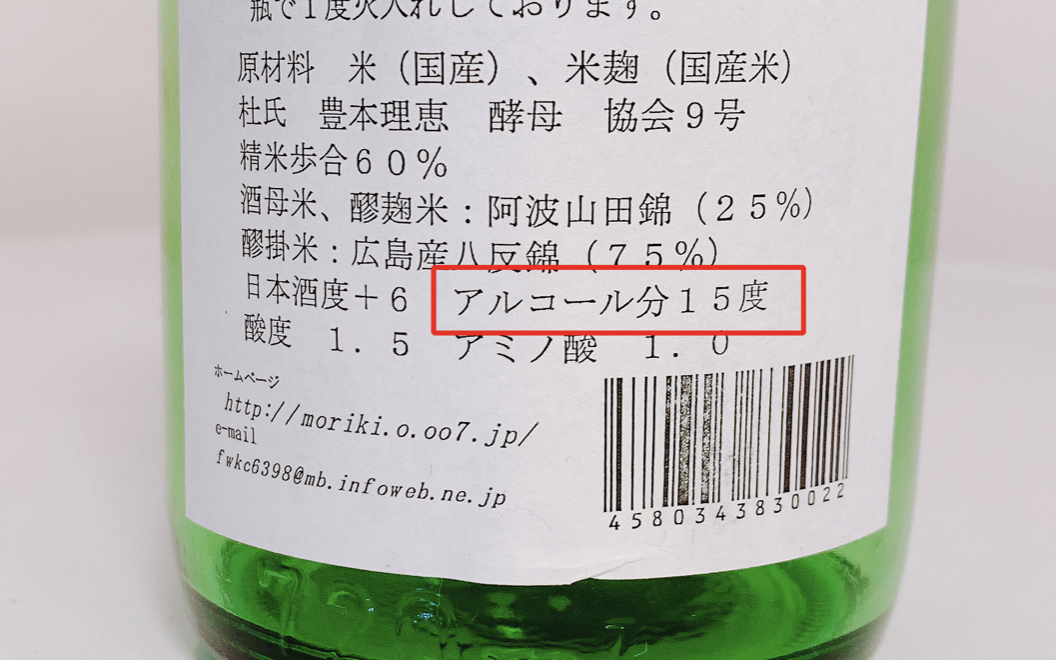 瓶で1度火入れしております。
原材料　米（国産）、米麹（国産米）
杜氏　豊本理恵　酵母　協会９号
精米歩合６０％
酒母米、醪麹米：阿波山田錦（２５％）
醪掛米：広島産八反錦（７５％）
日本酒度＋６　アルコール分１５度
酸度　１．５　アミノ酸　１．０
ホームページ
http://moriki.o.oo7.jp/
e-mail
fwkc6398@mb.infoweb.ne.jp
4580343830022